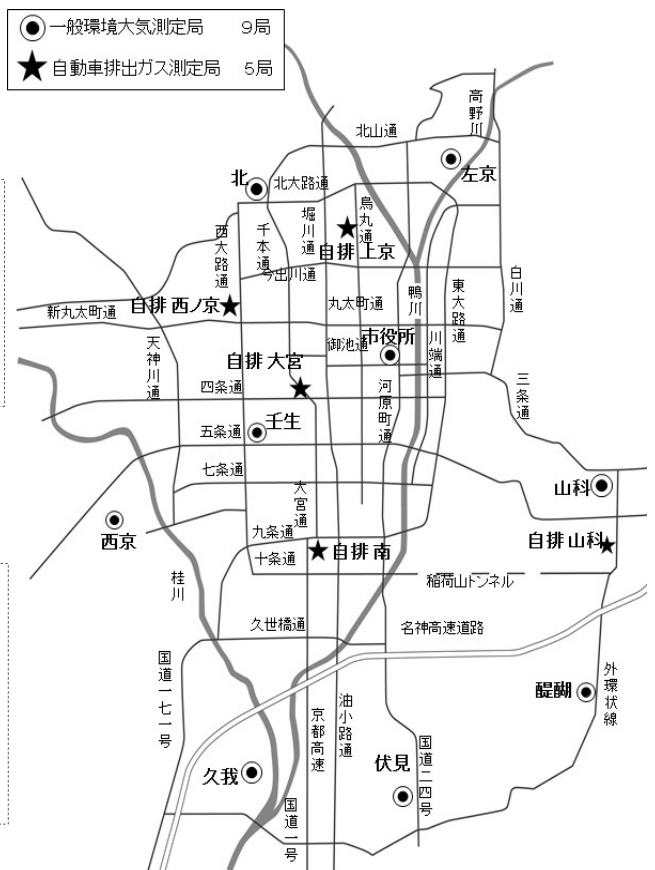 一般環境大気測定局 9局
自動車排出ガス測定局 5局
高野川
北山通
左京
北
北大路通
烏丸通
堀川通
千本通
西大路通
自排 上京
今出川通
白川通
東大路通
鴨川
自排 西ノ京
丸太町通
新丸太町通
川端通
市役所
御池通
天神川通
自排 大宮
三条通
四条通
河原町通
壬生
五条通
七条通
大宮通
山科
西京
九条通
自排 南
自排 山科
十条通
桂川
稲荷山トンネル
久世橋通
名神高速道路
国道一七一号
外環状線
醍醐
京都高速
油小路通
国道二四号
伏見
久我
国道一号